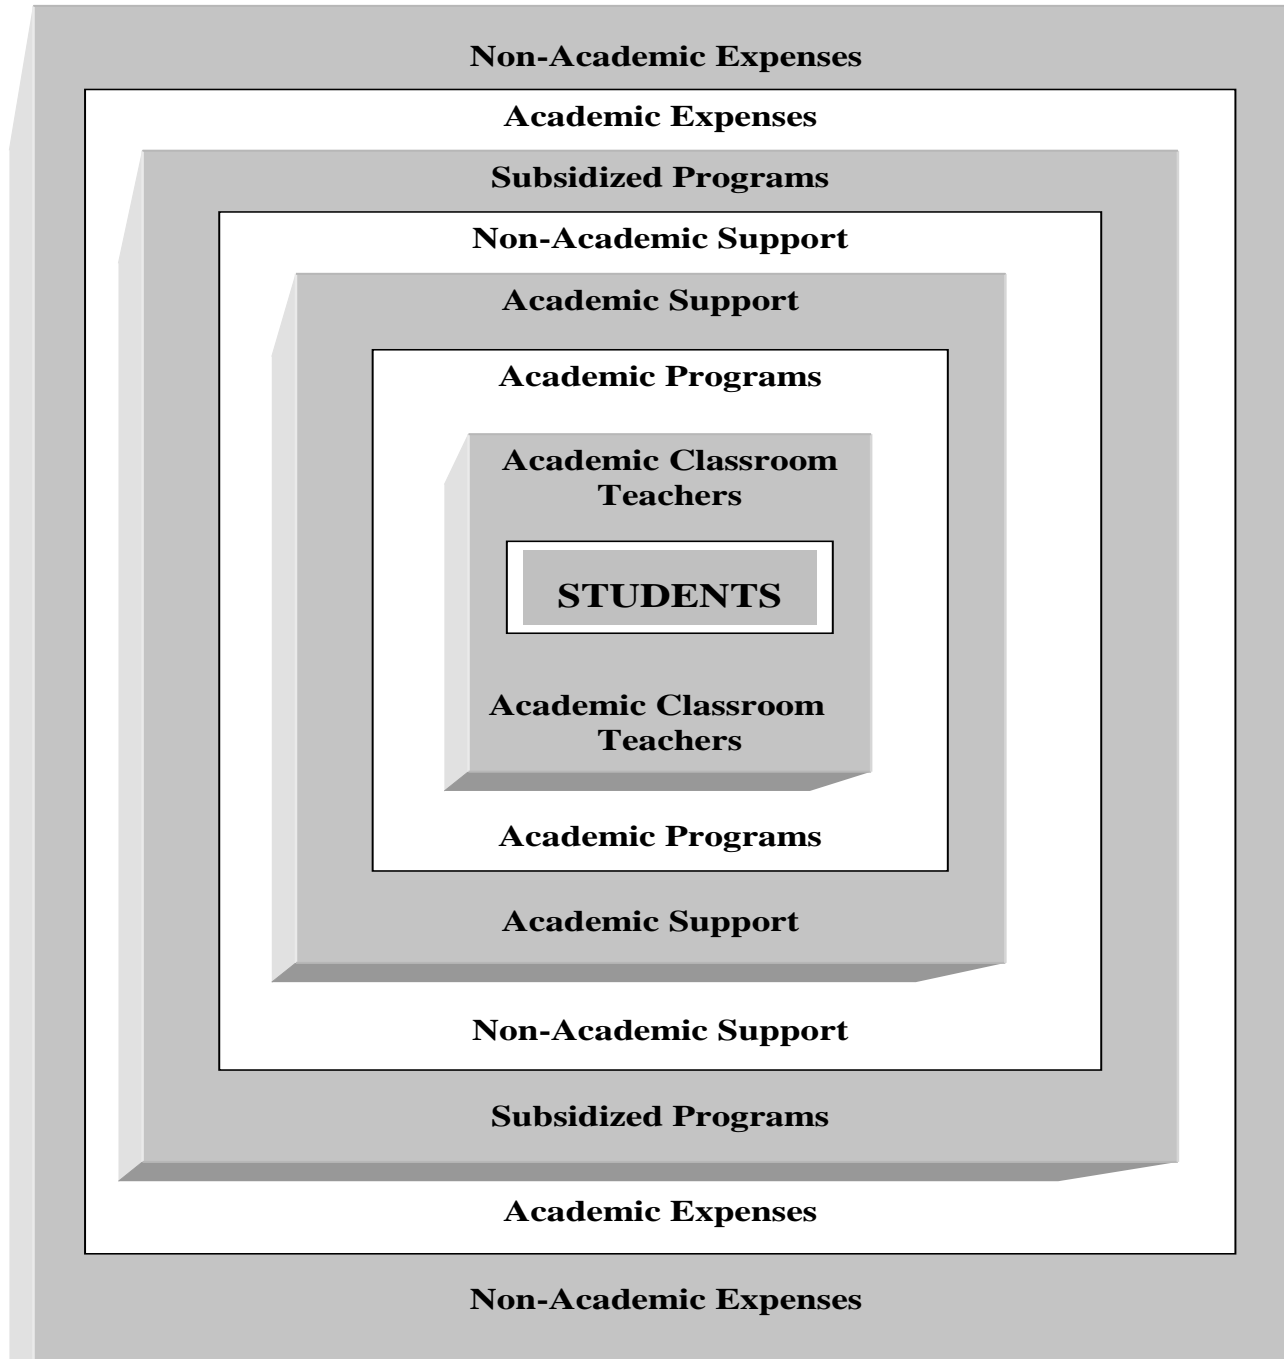 Non-Academic Expenses
Academic Expenses
Subsidized Programs
Non-Academic Support
Academic Support
Academic Programs
Academic Classroom
Teachers
STUDENTS
Academic Classroom
Teachers
Academic Programs
Academic Support
Non-Academic Support
Subsidized Programs
Academic Expenses
Non-Academic Expenses